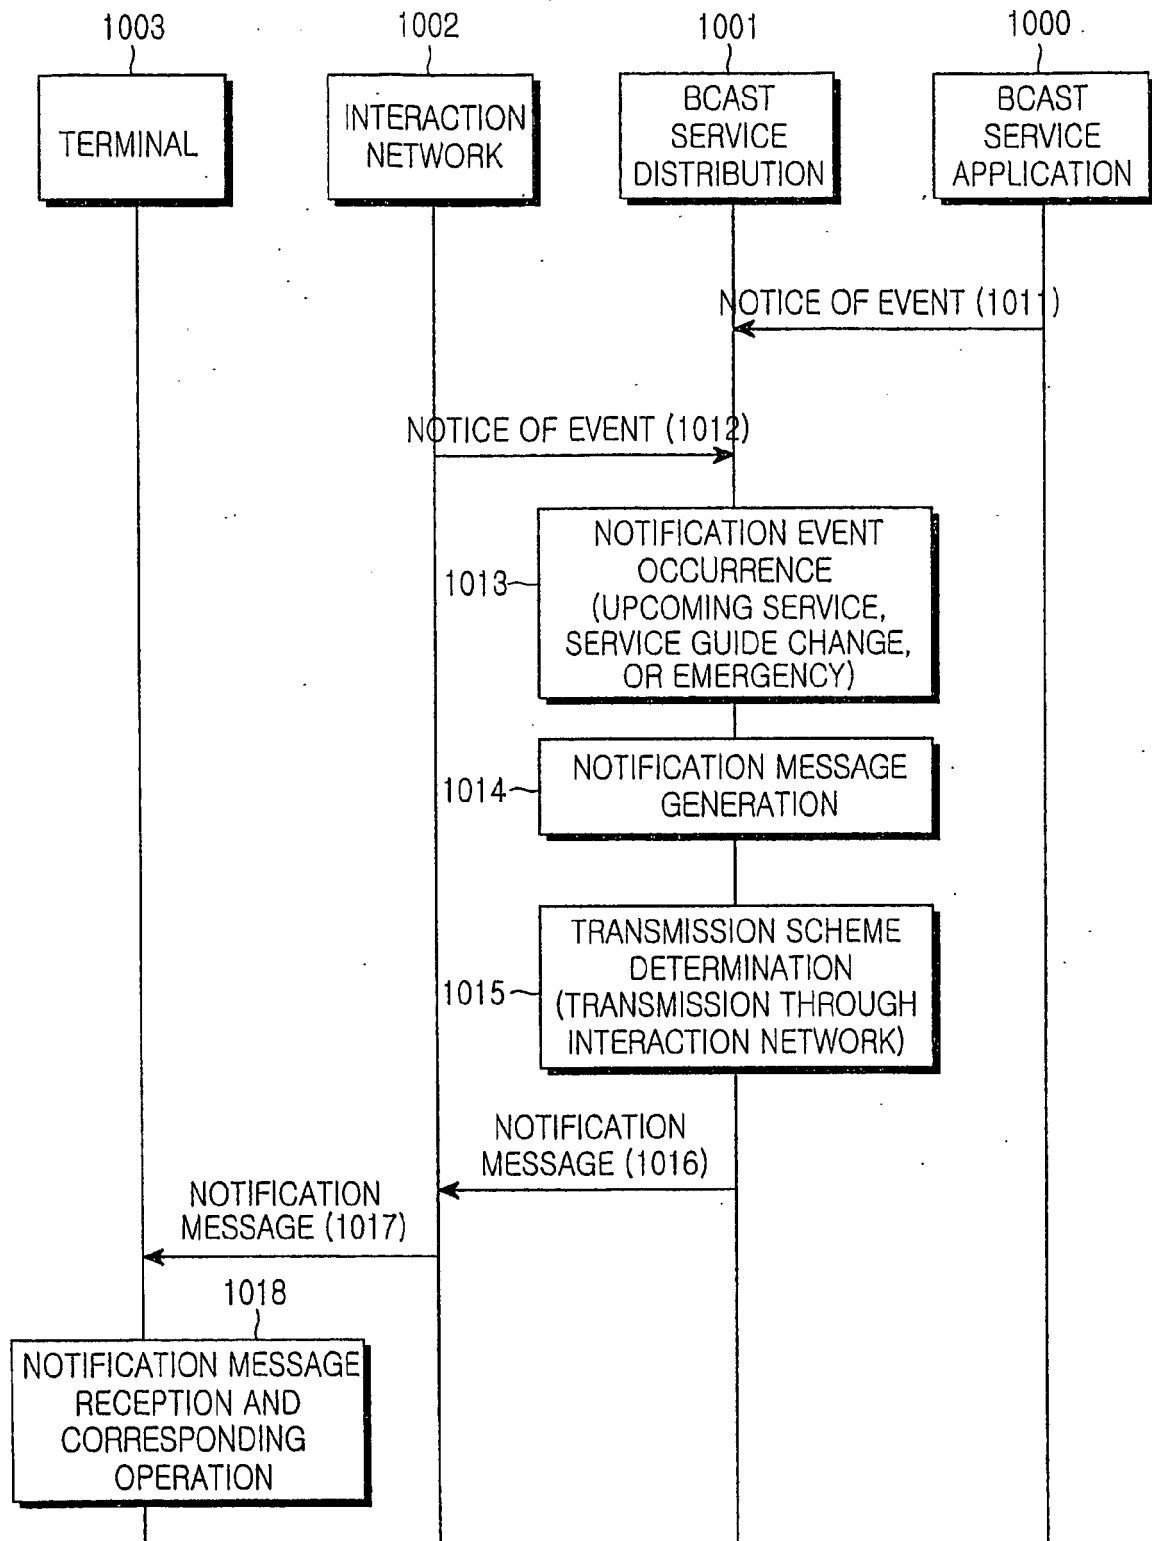 1003
1002
1001
1000
TERMINAL
INTERACTION
NETWORK
BCAST
SERVICE
DISTRIBUTION
BCAST
SERVICE
APPLICATION
NOTICE OF EVENT (1011)
NOTICE OF EVENT (1012)
1013
NOTIFICATION EVENT
OCCURRENCE
(UPCOMING SERVICE,
SERVICE GUIDE CHANGE,
OR EMERGENCY)
1014
NOTIFICATION MESSAGE
GENERATION
1015
TRANSMISSION SCHEME
DETERMINATION
(TRANSMISSION THROUGH
INTERACTION NETWORK)
NOTIFICATION
MESSAGE (1016)
NOTIFICATION
MESSAGE (1017)
1018
NOTIFICATION MESSAGE
RECEPTION AND
CORRESPONDING
OPERATION